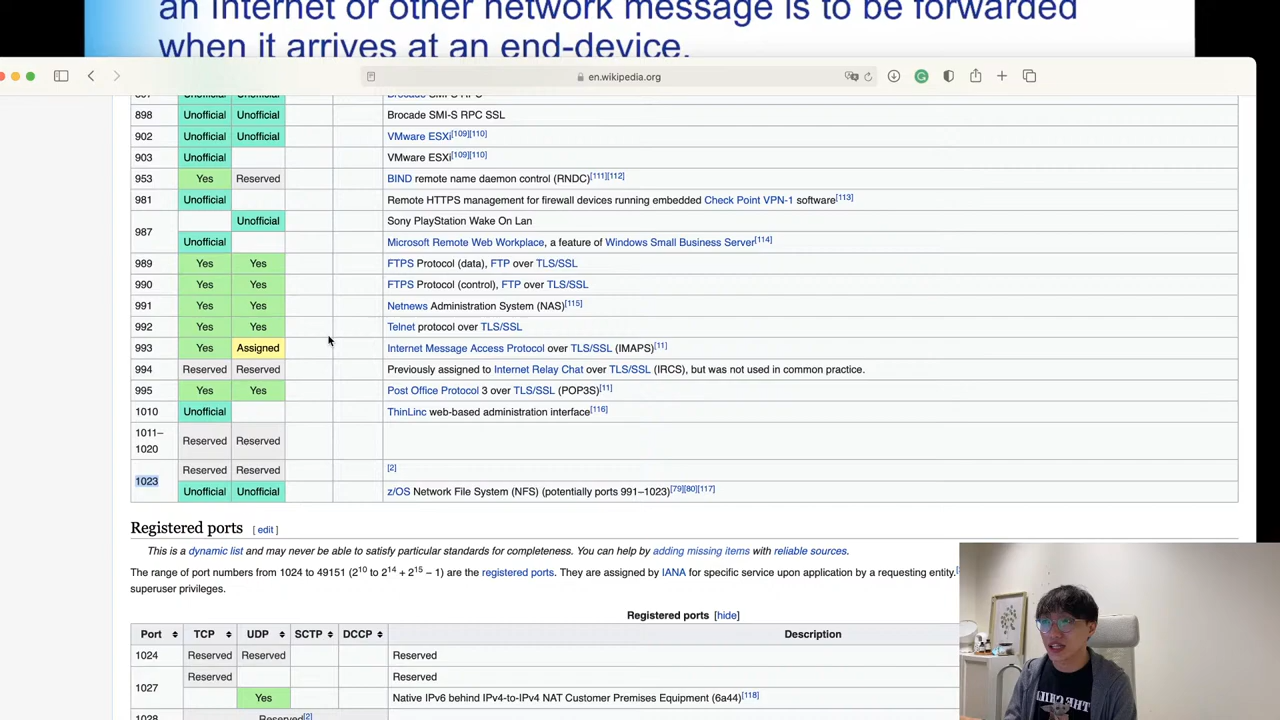 an Internet or other network message is to be forwarded
when it arrives at an end-device.
en.wikipedia.org
898 Unofficial Unofficial Brocade SMI-S RPC SSL
902 Unofficial Unofficial VMware ESXi[109][110]
903 Unofficial VMware ESXi[109][110]
953 Yes Reserved BIND remote name daemon control (RNDC)[111][112]
981 Unofficial Remote HTTPS management for firewall devices running embedded Check Point VPN-1 software[113]
987 Unofficial Sony PlayStation Wake On Lan
Unofficial Microsoft Remote Web Workplace, a feature of Windows Small Business Server[114]
989 Yes Yes FTPS Protocol (data), FTP over TLS/SSL
990 Yes Yes FTPS Protocol (control), FTP over TLS/SSL
991 Yes Yes Netnews Administration System (NAS)[115]
992 Yes Yes Telnet protocol over TLS/SSL
993 Yes Assigned Internet Message Access Protocol over TLS/SSL (IMAPS)[11]
994 Reserved Reserved Previously assigned to Internet Relay Chat over TLS/SSL (IRCS), but was not used in common practice.
995 Yes Yes Post Office Protocol 3 over TLS/SSL (POP3S)[11]
1010 Unofficial ThinLinc web-based administration interface[116]
1011–
1020 Reserved Reserved
1023 Reserved Reserved [2]
Unofficial Unofficial z/OS Network File System (NFS) (potentially ports 991–1023)[79][80][117]
Registered ports [ edit ]
This is a dynamic list and may never be able to satisfy particular standards for completeness. You can help by adding missing items with reliable sources.
The range of port numbers from 1024 to 49151 (2^10 to 2^14 + 2^15 − 1) are the registered ports. They are assigned by IANA for specific service upon application by a requesting entity.
superuser privileges.
Registered ports [hide]
Port TCP UDP SCTP DCCP Description
1024 Reserved Reserved Reserved
1027 Reserved Reserved
Yes Native IPv6 behind IPv4-to-IPv4 NAT Customer Premises Equipment (6a44)[118]
1028 Reserved[2]